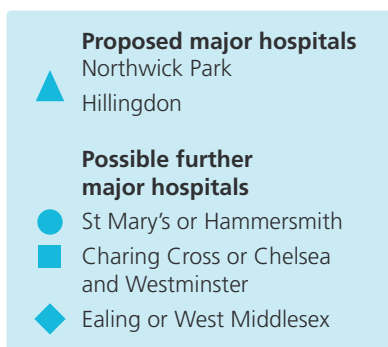 Proposed major hospitals
Northwick Park
Hillingdon
Possible further
major hospitals
St Mary's or Hammersmith
Charing Cross or Chelsea
and Westminster
Ealing or West Middlesex